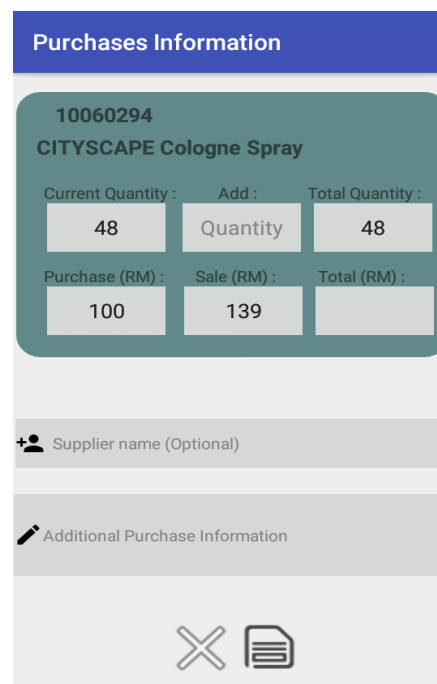 Purchases Information
10060294
CITYSCAPE Cologne Spray
Current Quantity : Add : Total Quantity :
48 Quantity 48
Purchase (RM) : Sale (RM) : Total (RM) :
100 139
Supplier name (Optional)
Additional Purchase Information